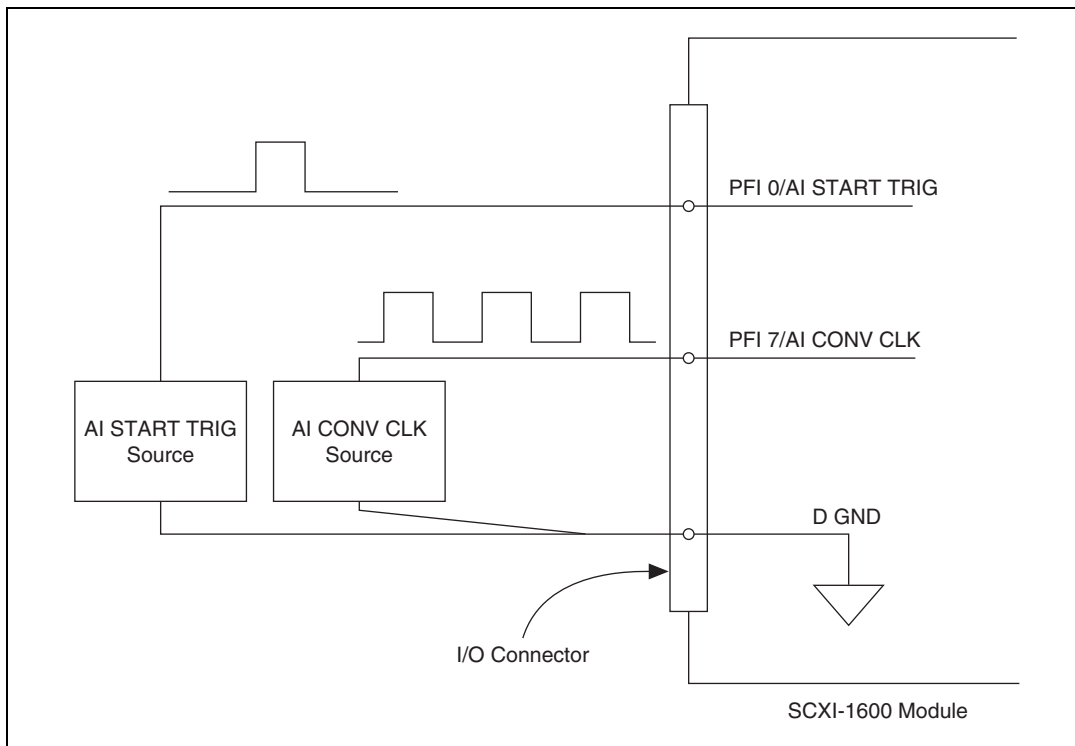 PFI 0/AI START TRIG
PFI 7/AI CONV CLK
AI START TRIG
Source
AI CONV CLK
Source
D GND
I/O Connector
SCXI-1600 Module